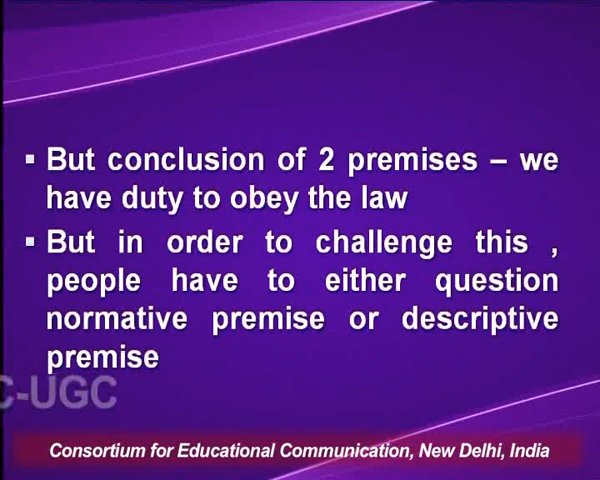 ▪ But conclusion of 2 premises – we
have duty to obey the law
▪ But in order to challenge this ,
people have to either question
normative premise or descriptive
premise
C-UGC
Consortium for Educational Communication, New Delhi, India